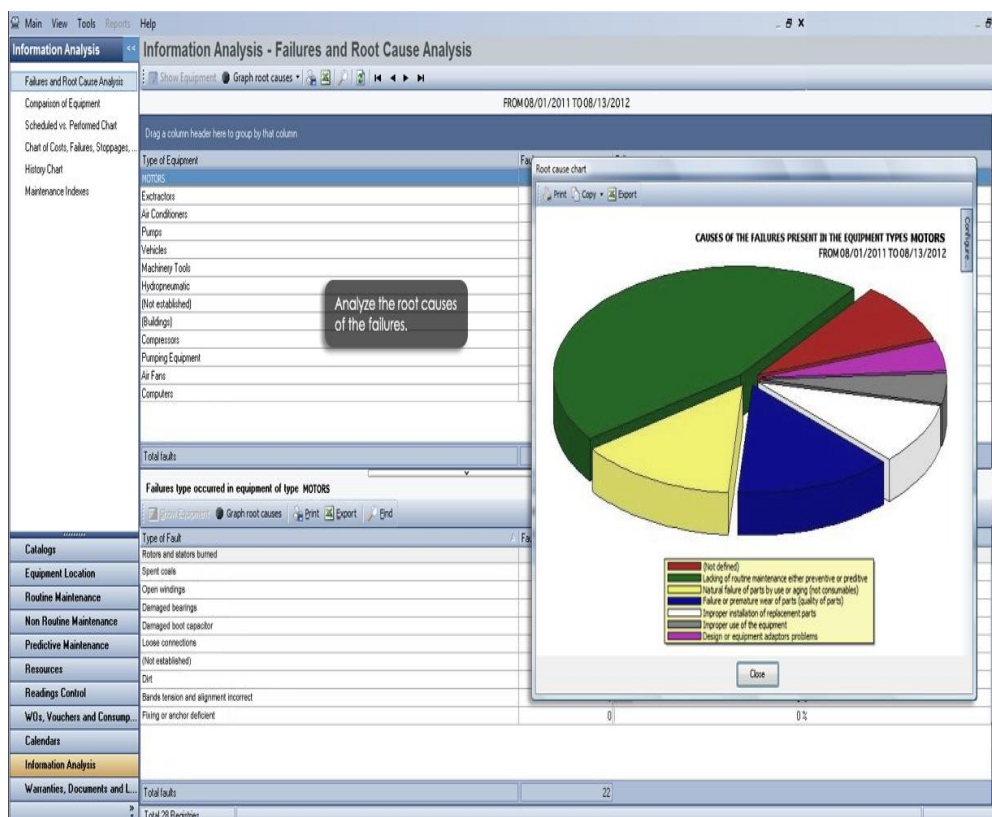 Main View Tools Reports Help
Information Analysis <<
Information Analysis - Failures and Root Cause Analysis
Failures and Root Cause Analysis
Comparison of Equipment
Scheduled vs. Performed Chart
Chart of Costs, Failures, Stoppages, ...
History Chart
Maintenance Indexes
Show Equipment Graph root causes
FROM 08/01/2011 TO 08/13/2012
Drag a column header here to group by that column
Type of Equipment
Fau
MOTORS
Exctractors
Air Conditioners
Pumps
Vehicles
Machinery Tools
Hydropneumatic
(Not established)
(Buildings)
Compressors
Pumping Equipment
Air Fans
Computers
Total faults
Analyze the root causes
of the failures.
Failures type occurred in equipment of type MOTORS
Show Equipment Graph root causes Print Export Find
Type of Fault
Fau
Rotors and stators burned
Spent coals
Open windings
Damaged bearings
Damaged boot capacitor
Loose connections
(Not established)
Dirt
Bands tension and alignment incorrect
Fixing or anchor deficient 0 0 %
Total faults 22
Total 28 Registries
Catalogs
Equipment Location
Routine Maintenance
Non Routine Maintenance
Predictive Maintenance
Resources
Readings Control
WOs, Vouchers and Consump...
Calendars
Information Analysis
Warranties, Documents and L...
Root cause chart
Print Copy Export
Configure...
CAUSES OF THE FAILURES PRESENT IN THE EQUIPMENT TYPES MOTORS
FROM 08/01/2011 TO 08/13/2012
(Not defined)
Lacking of routine maintenance either preventive or preditive
Natural failure of parts by use or aging (not consumables)
Failure or premature wear of parts (quality of parts)
Improper installation of replacement parts
Improper use of the equipment
Design or equipment adaptors problems
Close